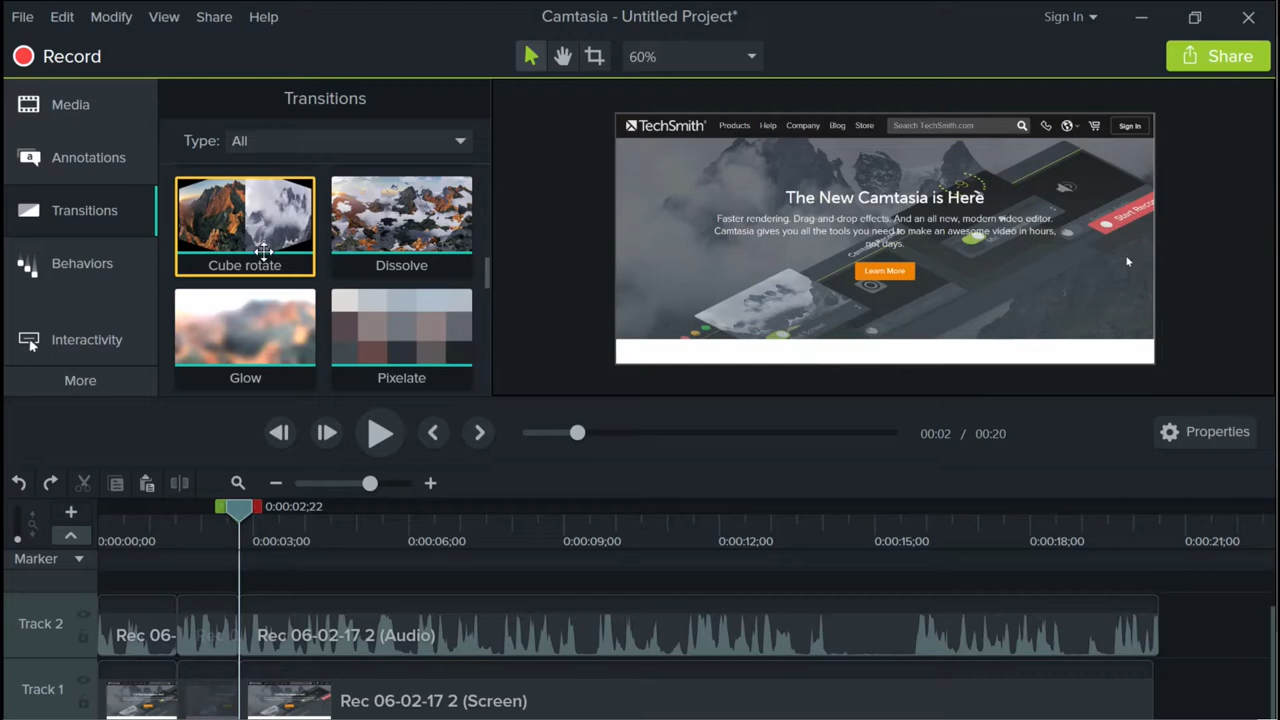 File Edit Modify View Share Help
Camtasia - Untitled Project*
Sign In
Record
60%
Share
Media
Annotations
Transitions
Behaviors
Interactivity
More
Transitions
Type: All
Cube rotate
Dissolve
Glow
Pixelate
TechSmith Products Help Company Blog Store Search TechSmith.com Sign In
The New Camtasia is Here
Faster rendering. Drag-and-drop effects. And an all new, modern video editor.
Camtasia gives you all the tools you need to make an awesome video in hours,
not days.
Learn More
00:02 / 00:20
Properties
0:00:02;22
0:00:00;00 0:00:03;00 0:00:06;00 0:00:09;00 0:00:12;00 0:00:15;00 0:00:18;00 0:00:21;00
Marker
Track 2
Rec 06- Rec 06-02-17 2 (Audio)
Track 1
Rec 06-02-17 2 (Screen)